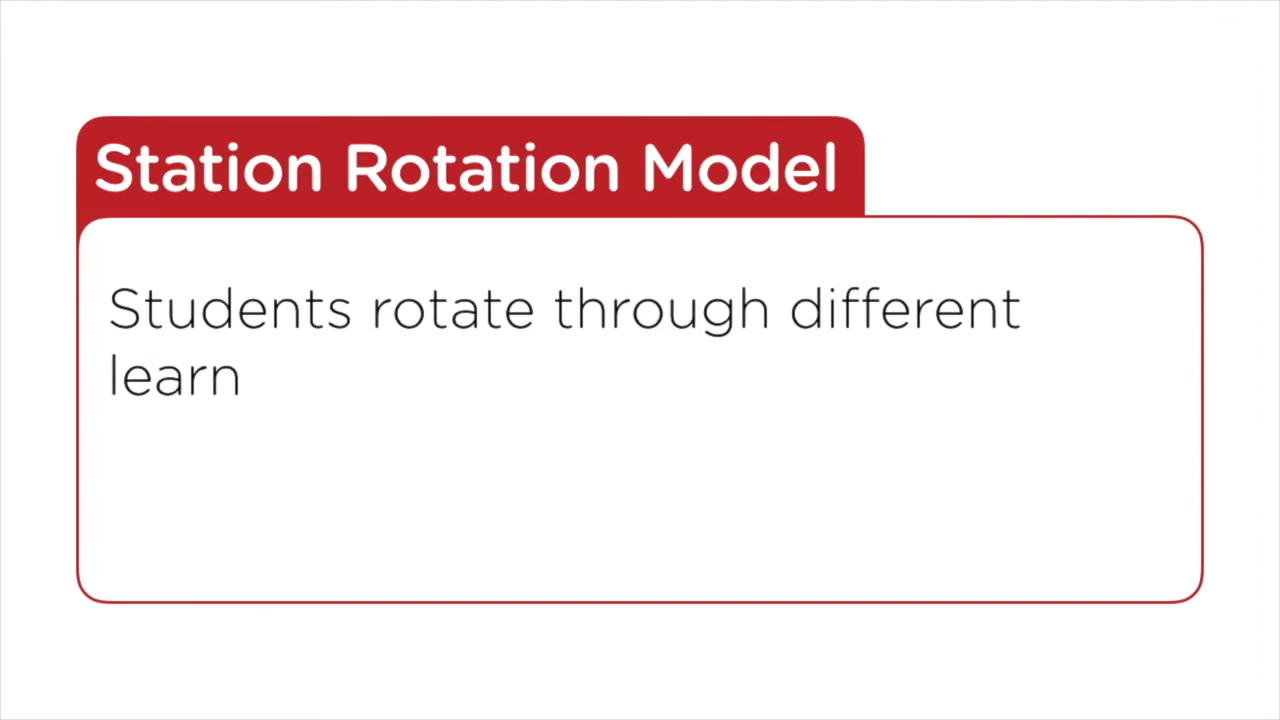 Station Rotation Model
Students rotate through different
learn